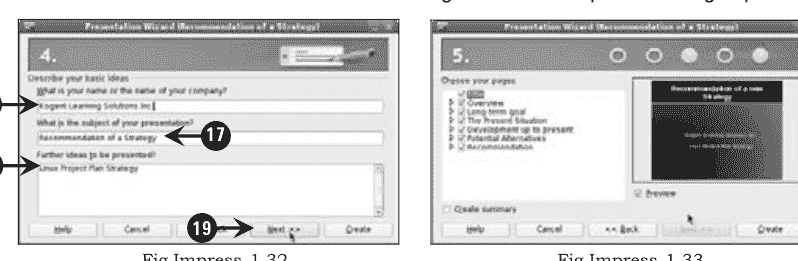 Presentation Wizard (Recommendation of a Strategy)
4.
Describe your basic ideas
What is your name or the name of your company?
Kogent Learning Solutions Inc.
What is the subject of your presentation?
Recommendation of a Strategy
17
Further ideas to be presented?
Linux Project Plan Strategy
19
Help Cancel Next >> Create
Fig Impress-1.32
Presentation Wizard (Recommendation of a Strategy)
5.
Choose your pages
Title
Overview
Long-term goal
The Present Situation
Development up to present
Potential Alternatives
Recommendation
Recommendation of a new
Strategy
Preview
Create summary
Help Cancel << Back Next >> Create
Fig Impress-1.33